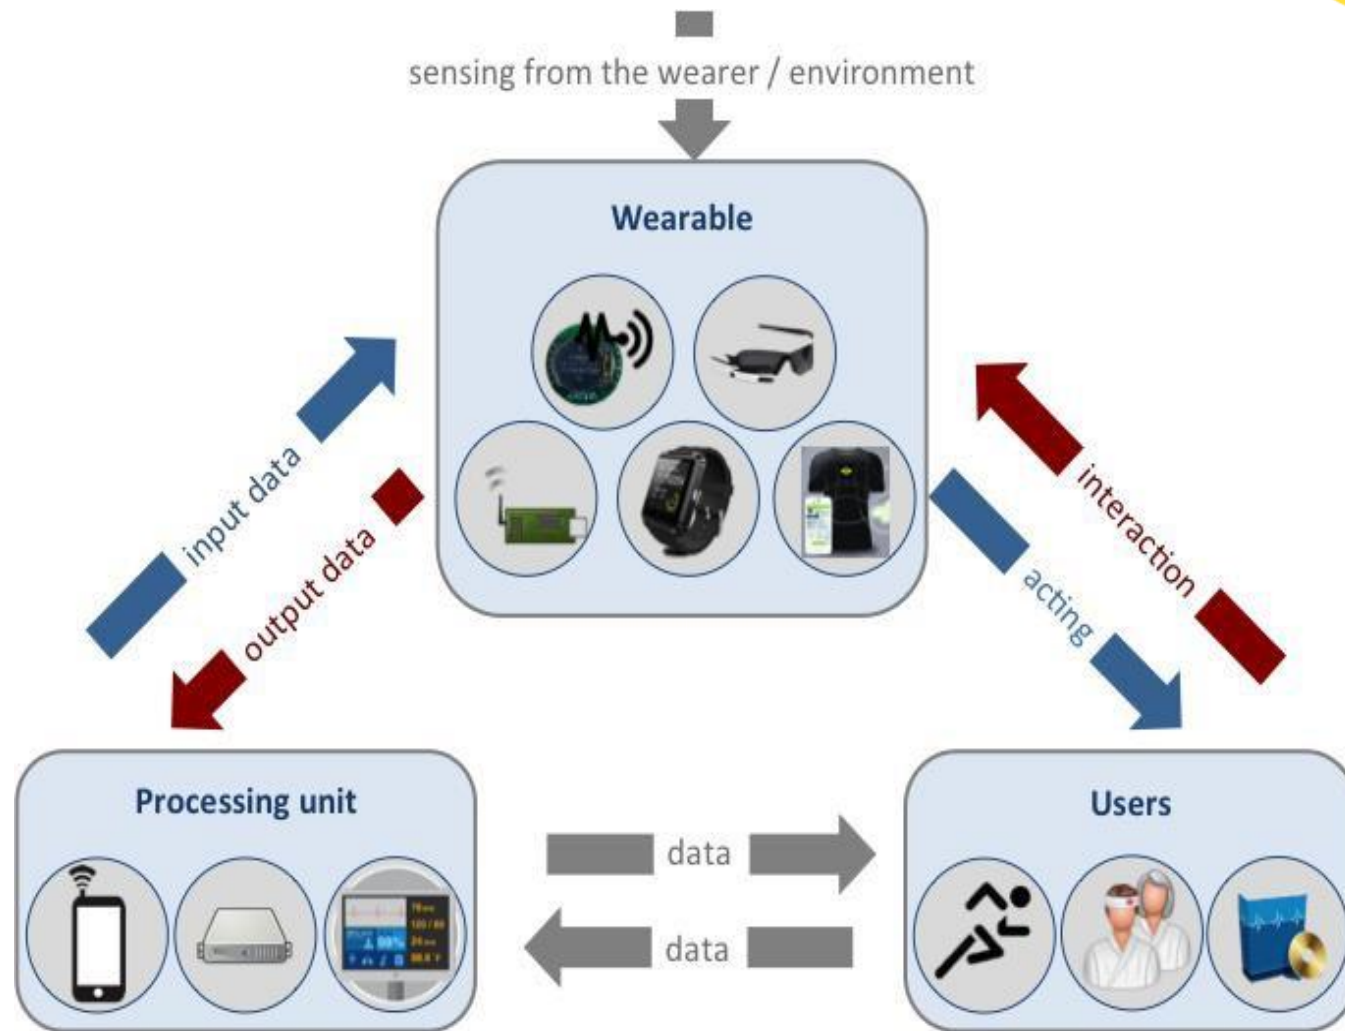 sensing from the wearer / environment
Wearable
input data
output data
interaction
acting
Processing unit
Users
data
data